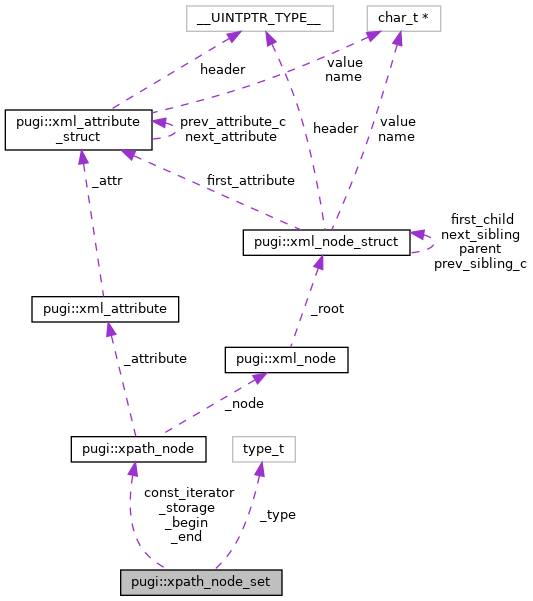 __UINTPTR_TYPE__
char_t *
header
value
name
pugi::xml_attribute
_struct
prev_attribute_c
next_attribute
header
value
name
_attr
first_attribute
first_child
next_sibling
parent
prev_sibling_c
pugi::xml_node_struct
pugi::xml_attribute
_root
_attribute
pugi::xml_node
_node
pugi::xpath_node
type_t
const_iterator
_storage
_begin
_end
_type
pugi::xpath_node_set